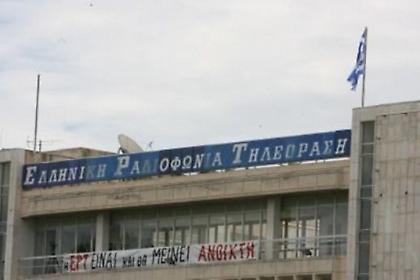 ΕΛΛΗΝΙΚΗ ΡΑΔΙΟΦΩΝΙΑ ΤΗΛΕΟΡΑΣΗ
Η ΕΡΤ ΕΙΝΑΙ ΚΑΙ ΘΑ ΜΕΙΝΕΙ ΑΝΟΙΚΤΗ